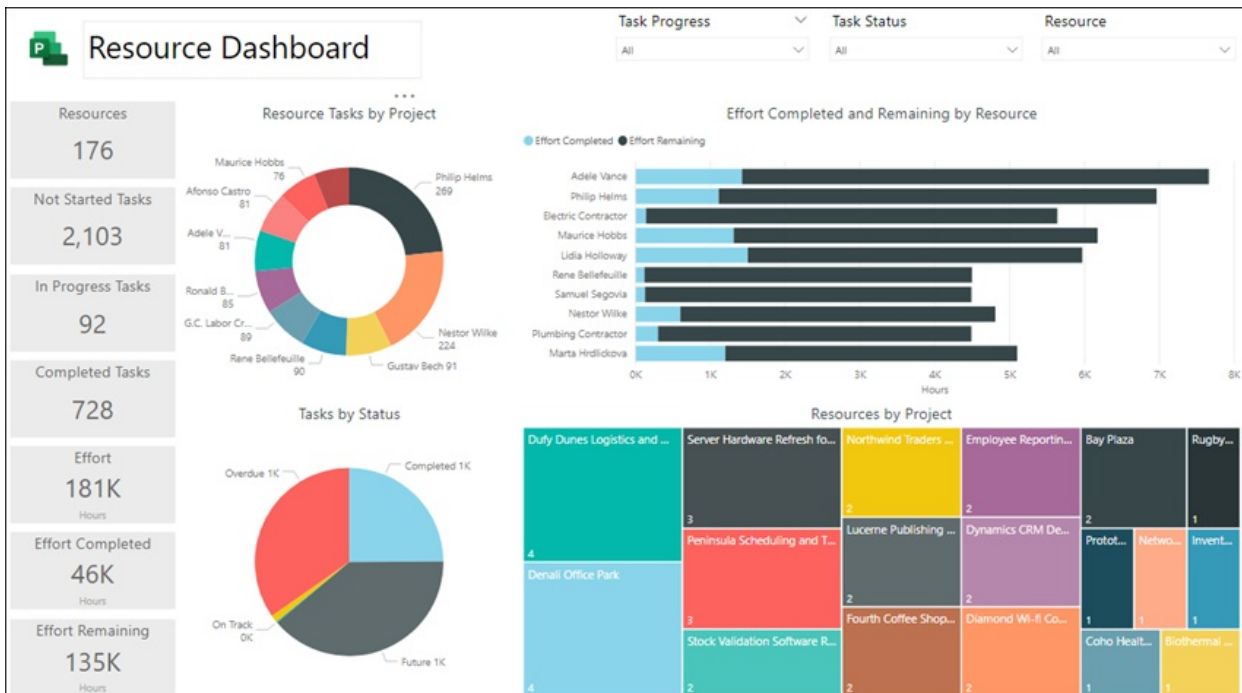 P
Resource Dashboard
Task Progress
All
Task Status
All
Resource
All
Resources
176
Not Started Tasks
2,103
In Progress Tasks
92
Completed Tasks
728
Effort
181K
Hours
Effort Completed
46K
Hours
Effort Remaining
135K
Hours
Resource Tasks by Project
Philip Helms
269
Nestor Wilke
224
Gustav Bech 91
Rene Bellefeuille
90
G.C. Labor Cr...
89
Ronald B...
85
Adele V...
81
Afonso Castro
81
Maurice Hobbs
76
Effort Completed and Remaining by Resource
Effort Completed Effort Remaining
Adele Vance
Philip Helms
Electric Contractor
Maurice Hobbs
Lidia Holloway
Rene Bellefeuille
Samuel Segovia
Nestor Wilke
Plumbing Contractor
Marta Hrdlickova
0K 1K 2K 3K 4K 5K 6K 7K 8K
Hours
Tasks by Status
Completed 1K
Overdue 1K
On Track
0K
Future 1K
Resources by Project
Dufy Dunes Logistics and ...
4
Denali Office Park
4
Server Hardware Refresh fo...
3
Peninsula Scheduling and T...
3
Stock Validation Software R...
2
Northwind Traders ...
2
Lucerne Publishing ...
2
Fourth Coffee Shop...
2
Employee Reportin...
2
Dynamics CRM De...
2
Diamond Wi-fi Co...
2
Bay Plaza
2
Rugby...
1
Protot...
1
Netwo...
1
Invent...
1
Coho Healt...
1
Biothermal ...
1